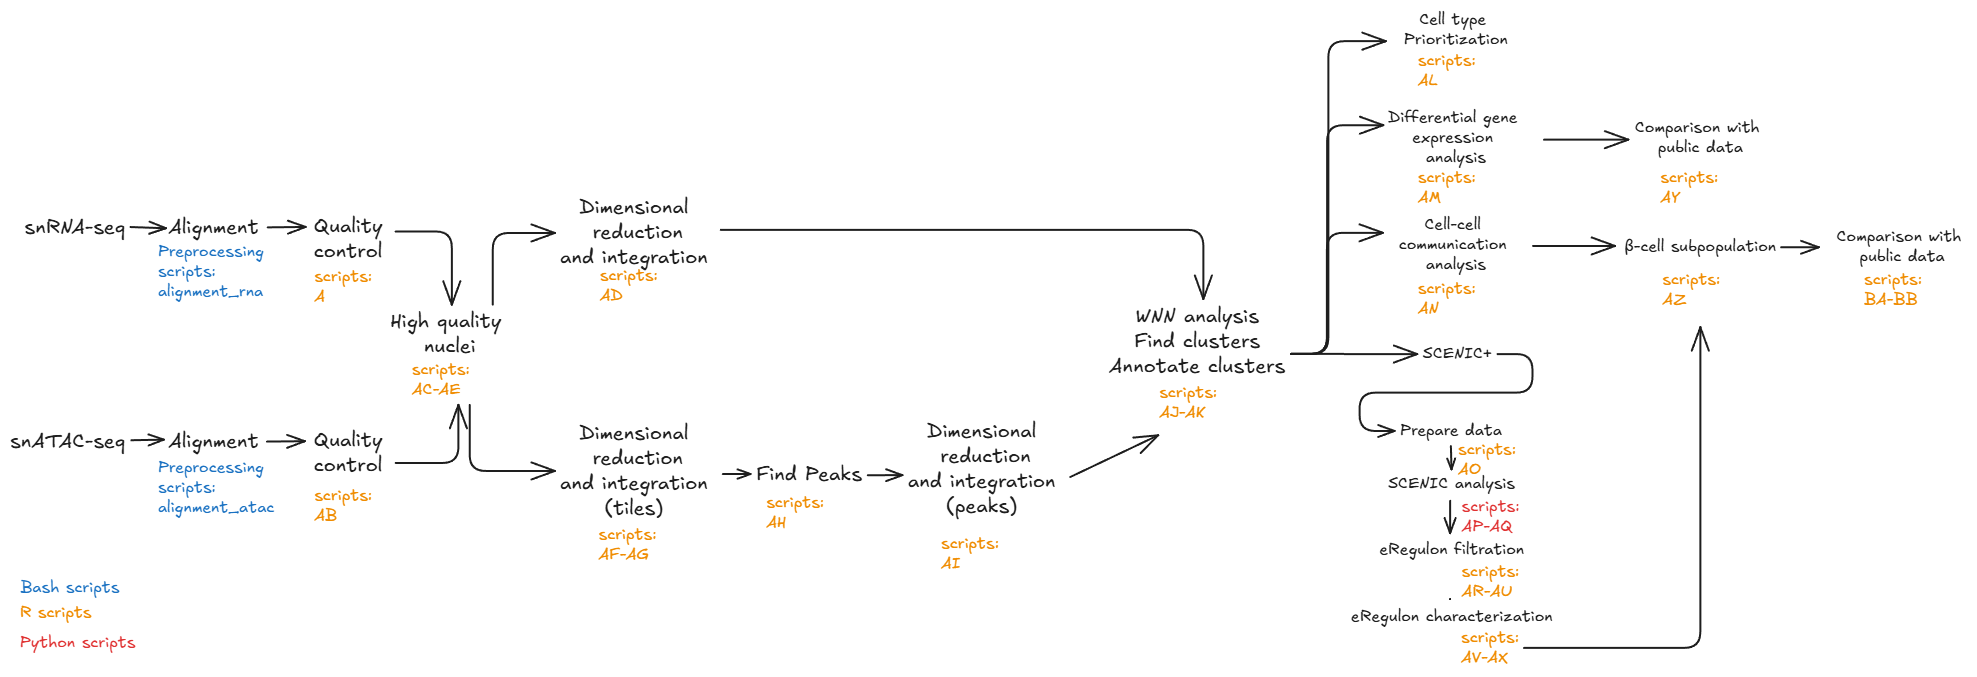 snRNA-seq
Alignment
Preprocessing
scripts:
alignment_rna
Quality
control
scripts:
A
High quality
nuclei
scripts:
AC-AE
snATAC-seq
Alignment
Preprocessing
scripts:
alignment_atac
Quality
control
scripts:
AB
Dimensional
reduction
and integration
scripts:
AD
Dimensional
reduction
and integration
(tiles)
scripts:
AF-AG
Find Peaks
scripts:
AH
Dimensional
reduction
and integration
(peaks)
scripts:
AI
WNN analysis
Find clusters
Annotate clusters
scripts:
AJ-AK
Cell type
Prioritization
scripts:
AL
Differential gene
expression
analysis
scripts:
AM
Comparison with
public data
scripts:
AY
Cell-cell
communication
analysis
scripts:
AN
β-cell subpopulation
scripts:
AZ
Comparison with
public data
scripts:
BA-BB
SCENIC+
Prepare data
scripts:
AO
SCENIC analysis
scripts:
AP-AQ
eRegulon filtration
scripts:
AR-AU
eRegulon characterization
scripts:
AV-AX
Bash scripts
R scripts
Python scripts